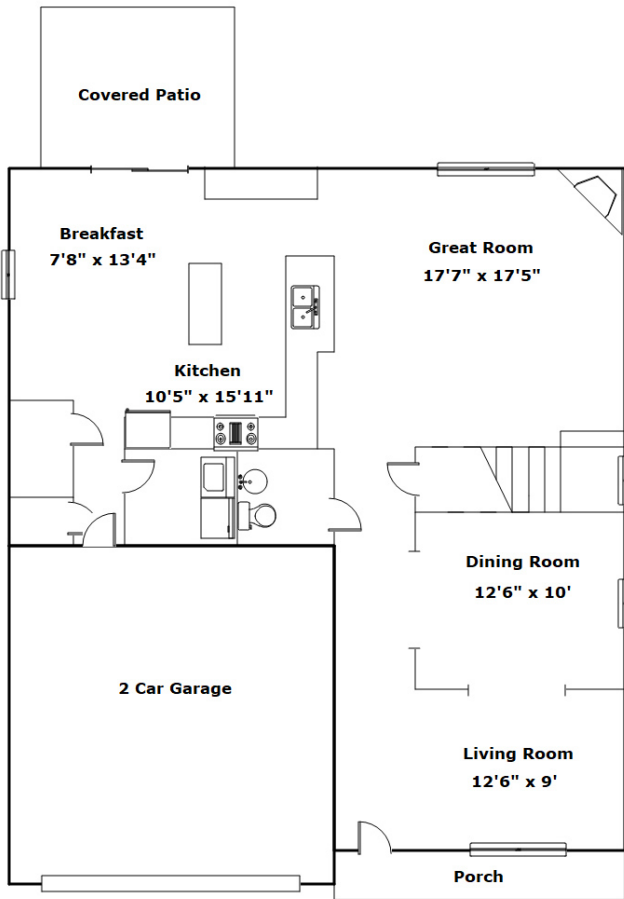 Covered Patio
Breakfast
7'8" x 13'4"
Great Room
17'7" x 17'5"
Kitchen
10'5" x 15'11"
Dining Room
12'6" x 10'
2 Car Garage
Living Room
12'6" x 9'
Porch